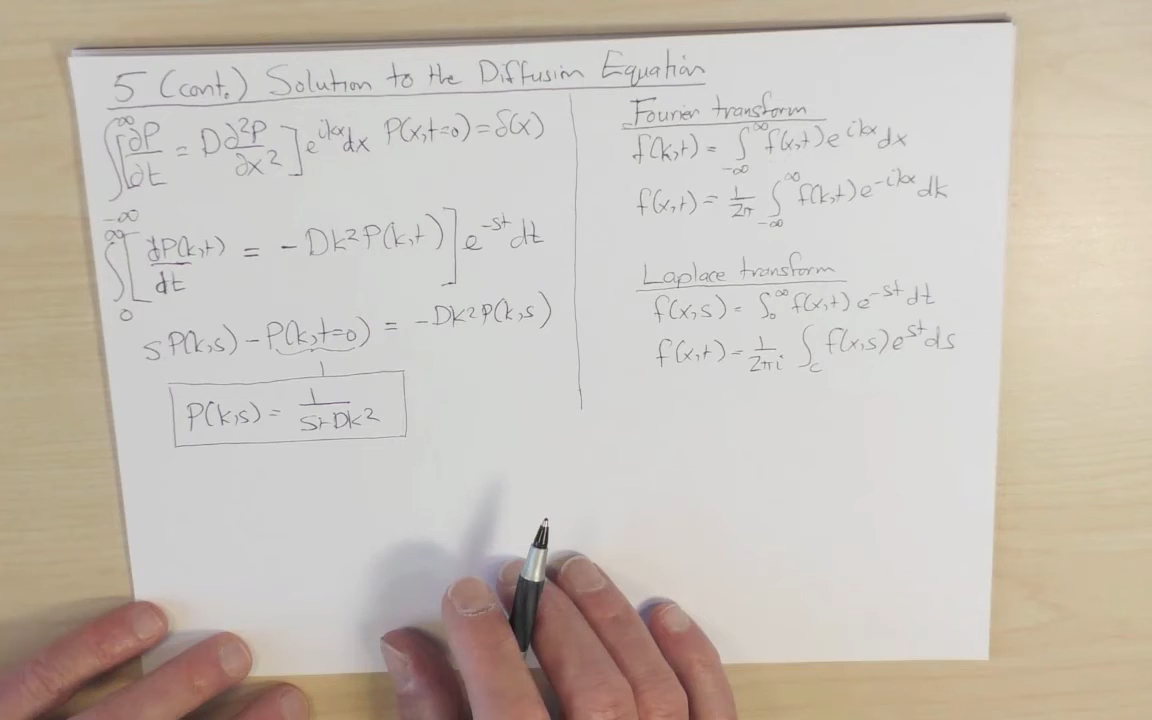 5 (cont.) Solution to the Diffusion Equation
∫_{-∞}^{∞} [∂P/∂t = D ∂²P/∂x²] e^{ikx} dx P(x,t=0) = δ(x)
∫_0^∞ [dP(k,t)/dt = -Dk²P(k,t)] e^{-st} dt
sP(k,s) - P(k,t=0) = -Dk²P(k,s)
1
P(k,s) = 1/(s+Dk²)
Fourier transform
f(k,t) = ∫_{-∞}^{∞} f(x,t) e^{ikx} dx
f(x,t) = 1/2π ∫_{-∞}^{∞} f(k,t) e^{-ikx} dk
Laplace transform
f(x,s) = ∫_0^∞ f(x,t) e^{-st} dt
f(x,t) = 1/2πi ∫_c f(x,s) e^{st} ds